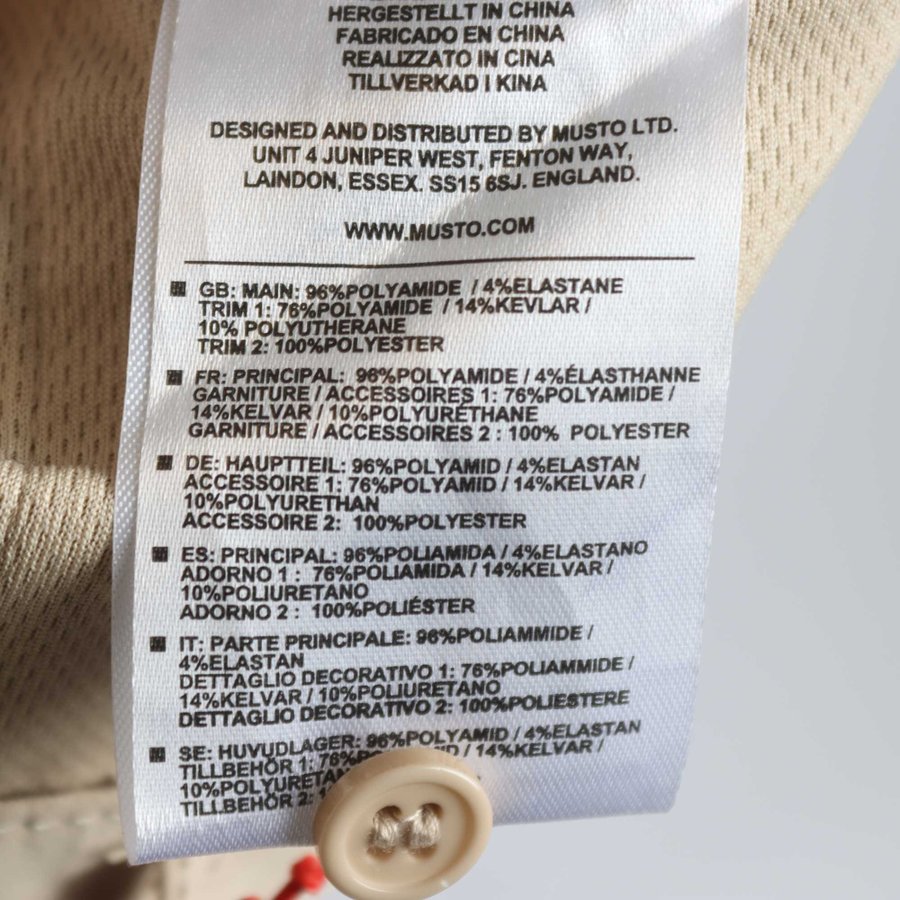 HERGESTELLT IN CHINA
FABRICADO EN CHINA
REALIZZATO IN CINA
TILLVERKAD I KINA
DESIGNED AND DISTRIBUTED BY MUSTO LTD.
UNIT 4 JUNIPER WEST, FENTON WAY,
LAINDON, ESSEX. SS15 6SJ. ENGLAND.
WWW.MUSTO.COM
GB: MAIN: 96%POLYAMIDE / 4%ELASTANE
TRIM 1: 76%POLYAMIDE / 14%KEVLAR /
10% POLYUTHERANE
TRIM 2: 100%POLYESTER
FR: PRINCIPAL: 96%POLYAMIDE / 4%ÉLASTHANNE
GARNITURE / ACCESSOIRES 1: 76%POLYAMIDE /
14%KELVAR / 10%POLYURÉTHANE
GARNITURE / ACCESSOIRES 2 : 100% POLYESTER
DE: HAUPTTEIL: 96%POLYAMID / 4%ELASTAN
ACCESSOIRE 1: 76%POLYAMID / 14%KELVAR /
10%POLYURETHAN
ACCESSOIRE 2: 100%POLYESTER
ES: PRINCIPAL: 96%POLIAMIDA / 4%ELASTANO
ADORNO 1 : 76%POLIAMIDA / 14%KELVAR /
10%POLIURETANO
ADORNO 2 : 100%POLIÉSTER
IT: PARTE PRINCIPALE: 96%POLIAMMIDE /
4%ELASTAN
DETTAGLIO DECORATIVO 1: 76%POLIAMMIDE /
14%KELVAR / 10%POLIURETANO
DETTAGLIO DECORATIVO 2: 100%POLIESTERE
SE: HUVUDLAGER: 96%POLYAMID / 4%ELASTAN
TILLBEHÖR 1: / 14%KELVAR /
TILLBEHÖR 2: